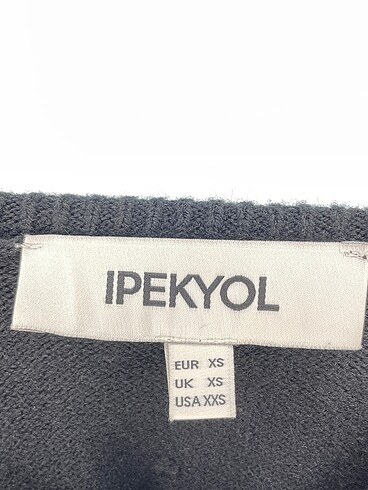 IPEKYOL
EUR XS
UK XS
USA XXS